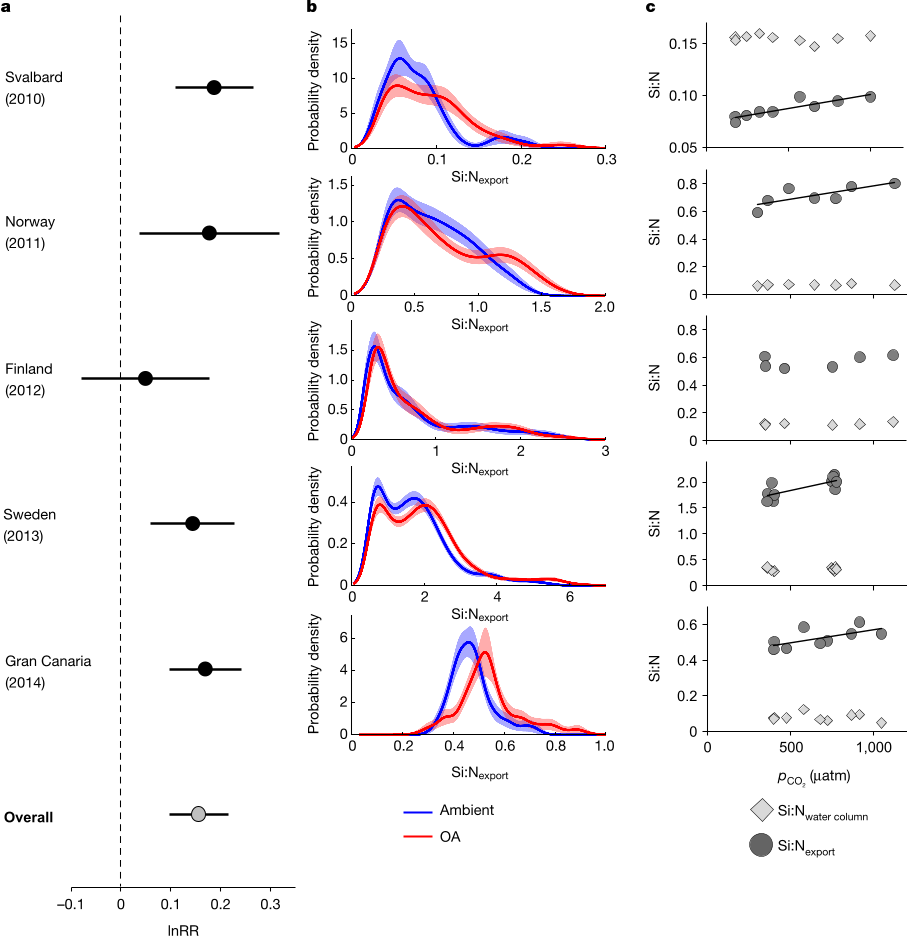 a
b
c
Svalbard
(2010)
Norway
(2011)
Finland
(2012)
Sweden
(2013)
Gran Canaria
(2014)
Overall
–0.1 0 0.1 0.2 0.3
lnRR
Probability density
15
10
5
0
0 0.1 0.2 0.3
Si:Nexport
Probability density
1.5
1.0
0.5
0
0 0.5 1.0 1.5 2.0
Si:Nexport
Probability density
1.5
1.0
0.5
0
0 1 2 3
Si:Nexport
Probability density
0.4
0.2
0
0 2 4 6
Si:Nexport
Probability density
6
4
2
0
0.2 0.4 0.6 0.8 1.0
Si:Nexport
Ambient
OA
Si:N
0.15
0.10
0.05
Si:N
0.8
0.6
0.4
0.2
0
Si:N
0.8
0.6
0.4
0.2
0
Si:N
2.0
1.5
1.0
0.5
0
Si:N
0.6
0.4
0.2
0
0 500 1,000
pCO2 (µatm)
Si:Nwater column
Si:Nexport